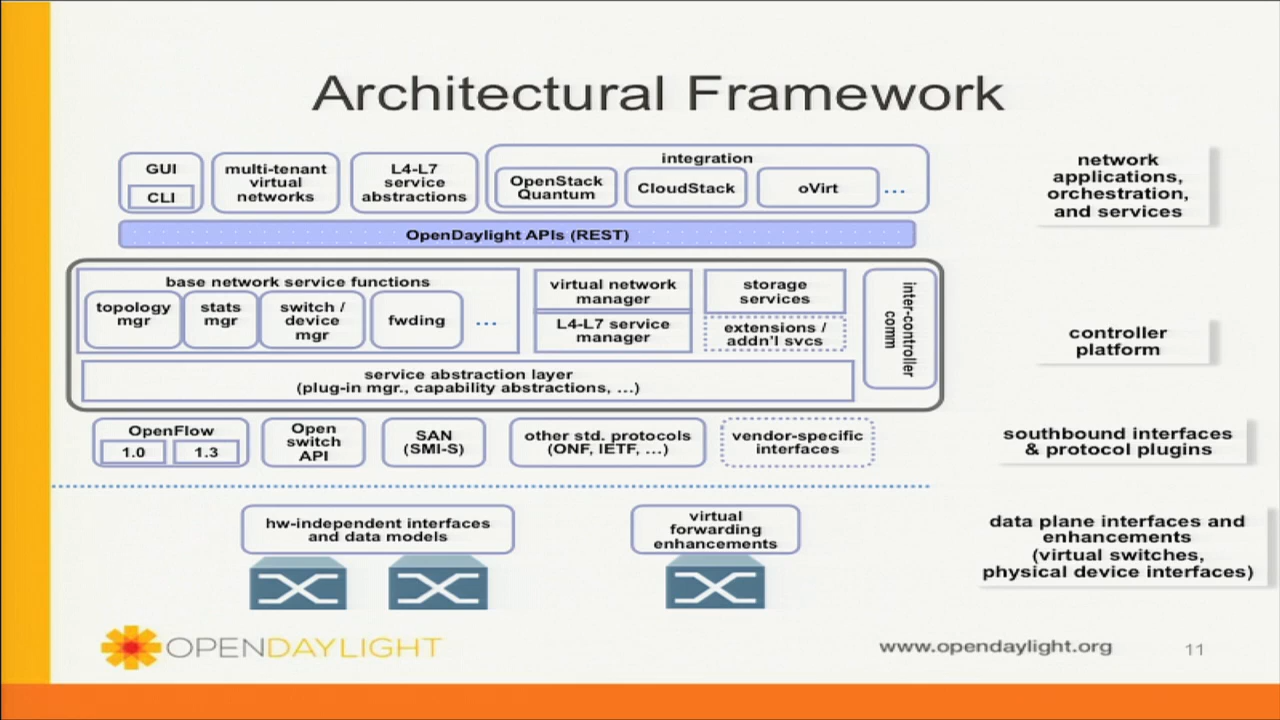 Architectural Framework
GUI
CLI
multi-tenant
virtual
networks
L4-L7
service
abstractions
integration
OpenStack
Quantum
CloudStack
oVirt
...
network
applications,
orchestration,
and services
OpenDaylight APIs (REST)
base network service functions
topology
mgr
stats
mgr
switch /
device
mgr
fwding
...
virtual network
manager
L4-L7 service
manager
storage
services
extensions /
addn'l svcs
inter-controller
comm
service abstraction layer
(plug-in mgr., capability abstractions, ...)
controller
platform
OpenFlow
1.0
1.3
Open
switch
API
SAN
(SMI-S)
other std. protocols
(ONF, IETF, ...)
vendor-specific
interfaces
southbound interfaces
& protocol plugins
hw-independent interfaces
and data models
virtual
forwarding
enhancements
data plane interfaces and
enhancements
(virtual switches,
physical device interfaces)
OPENDAYLIGHT
www.opendaylight.org
11